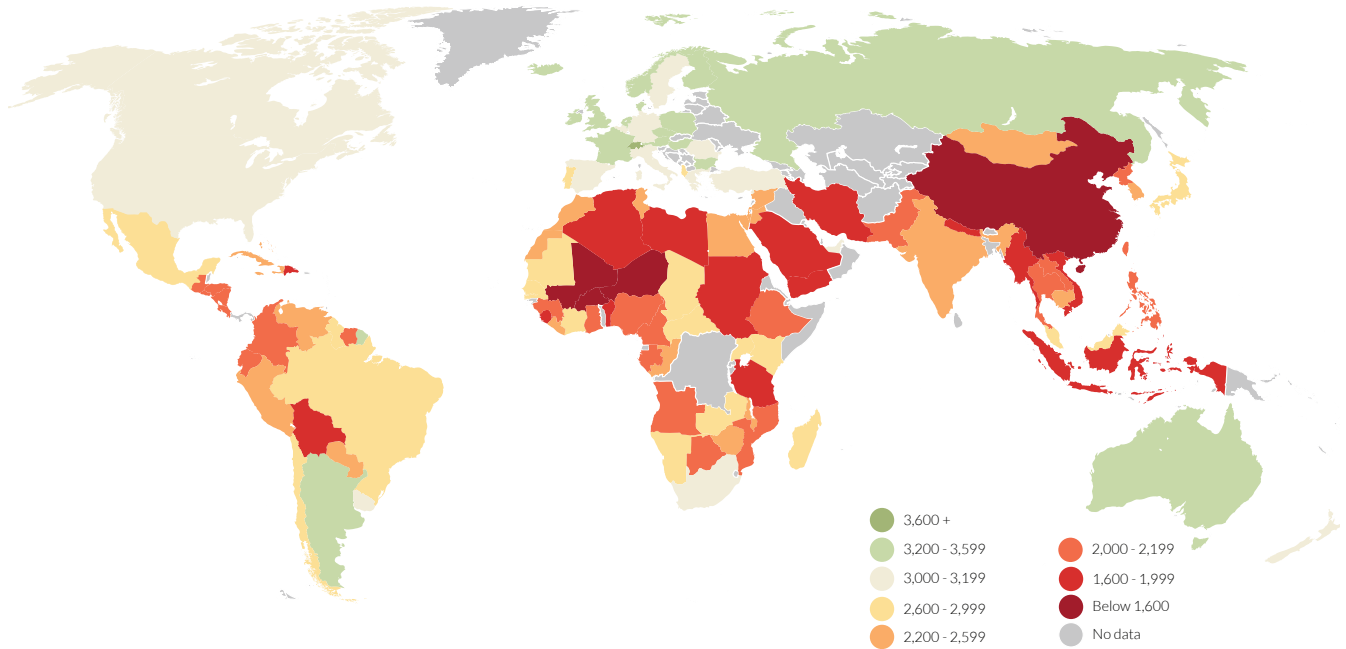 3,600 +
3,200 - 3,599
3,000 - 3,199
2,600 - 2,999
2,200 - 2,599
2,000 - 2,199
1,600 - 1,999
Below 1,600
No data